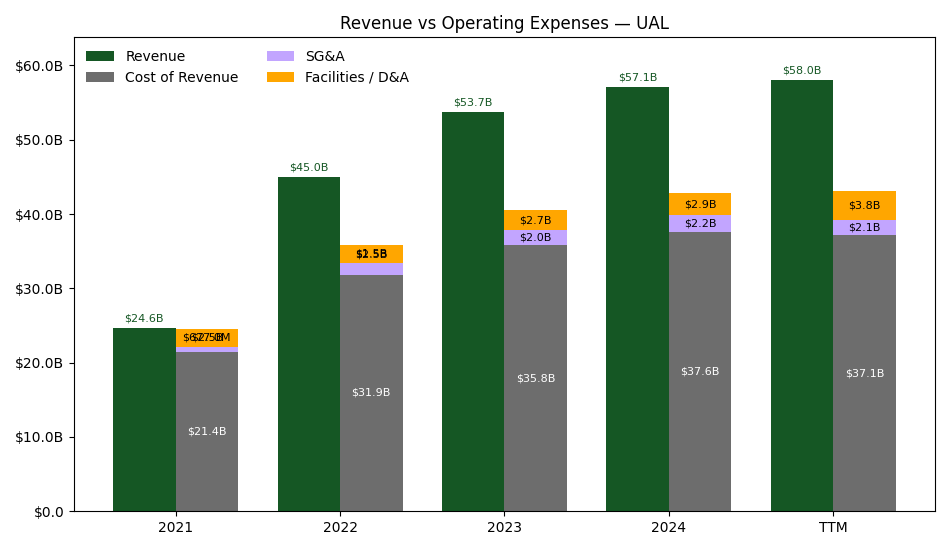 Revenue vs Operating Expenses — UAL
Revenue
Cost of Revenue
SG&A
Facilities / D&A
$60.0B
$50.0B
$40.0B
$30.0B
$20.0B
$10.0B
$0.0
$24.6B
$21.4B
$45.0B
$31.9B
$53.7B
$2.7B
$2.0B
$35.8B
$57.1B
$2.9B
$2.2B
$37.6B
$58.0B
$3.8B
$2.1B
$37.1B
2021
2022
2023
2024
TTM